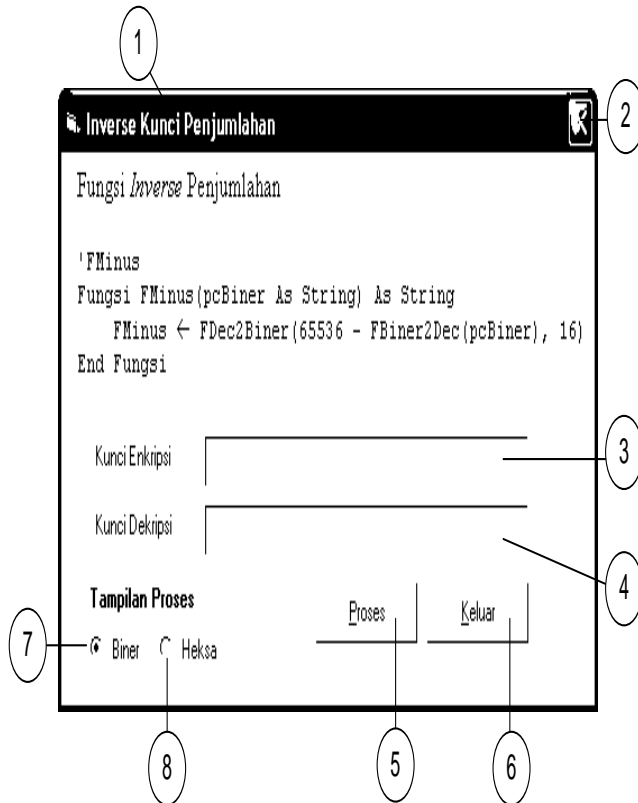 1
Inverse Kunci Penjumlahan
2
Fungsi Inverse Penjumlahan
'FMinus
Fungsi FMinus(pcBiner As String) As String
FMinus ← FDec2Biner(65536 - FBiner2Dec(pcBiner), 16)
End Fungsi
Kunci Enkripsi
3
Kunci Dekripsi
4
Tampilan Proses
Proses
Keluar
7
Biner
Heksa
8
5
6